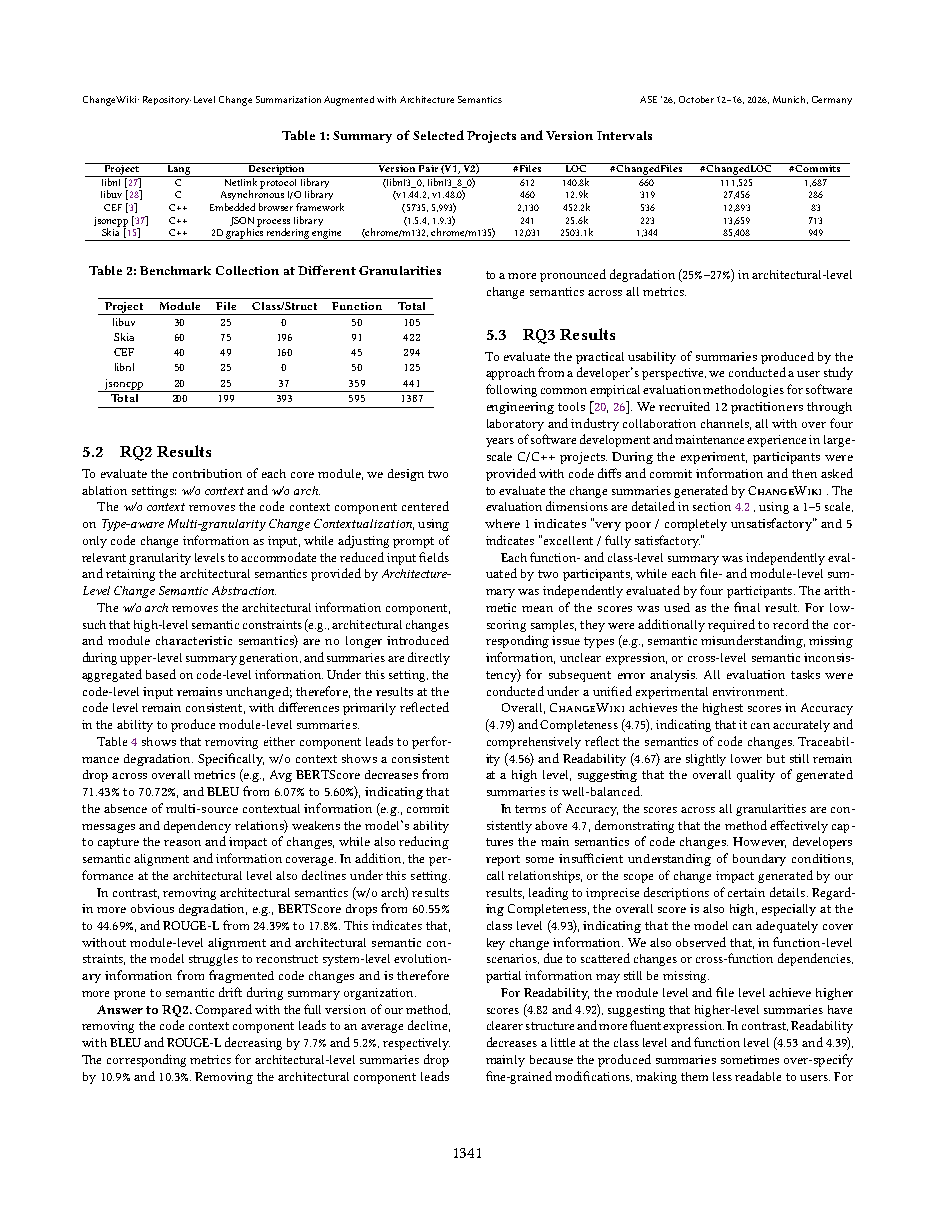 ChangeWiki: Repository-Level Change Summarization Augmented with Architecture Semantics
ASE '26, October 12–16, 2026, Munich, Germany
Table 1: Summary of Selected Projects and Version Intervals
Project Lang Description Version Pair (V1, V2) #Files LOC #ChangedFiles #ChangedLOC #Commits
libnl [27] C Netlink protocol library (libnl3_0, libnl3_8_0) 612 140.8k 660 111,525 1,687
libuv [28] C Asynchronous I/O library (v1.44.2, v1.48.0) 460 12.9k 319 27,456 286
CEF [3] C++ Embedded browser framework (5735, 5,993) 2,130 452.2k 536 12,893 83
jsoncpp [37] C++ JSON process library (1.5.4, 1.9.3) 241 25.6k 223 13,659 713
Skia [15] C++ 2D graphics rendering engine (chrome/m132, chrome/m135) 12,031 2503.1k 1,344 85,408 949
Table 2: Benchmark Collection at Different Granularities
Project Module File Class/Struct Function Total
libuv 30 25 0 50 105
Skia 60 75 196 91 422
CEF 40 49 160 45 294
libnl 50 25 0 50 125
jsoncpp 20 25 37 359 441
Total 200 199 393 595 1387
5.2 RQ2 Results
To evaluate the contribution of each core module, we design two
ablation settings: w/o context and w/o arch.
The w/o context removes the code context component centered
on Type-aware Multi-granularity Change Contextualization, using
only code change information as input, while adjusting prompt of
relevant granularity levels to accommodate the reduced input fields
and retaining the architectural semantics provided by Architecture-
Level Change Semantic Abstraction.
The w/o arch removes the architectural information component,
such that high-level semantic constraints (e.g., architectural changes
and module characteristic semantics) are no longer introduced
during upper-level summary generation, and summaries are directly
aggregated based on code-level information. Under this setting, the
code-level input remains unchanged; therefore, the results at the
code level remain consistent, with differences primarily reflected
in the ability to produce module-level summaries.
Table 4 shows that removing either component leads to perfor-
mance degradation. Specifically, w/o context shows a consistent
drop across overall metrics (e.g., Avg BERTScore decreases from
71.43% to 70.72%, and BLEU from 6.07% to 5.60%), indicating that
the absence of multi-source contextual information (e.g., commit
messages and dependency relations) weakens the model's ability
to capture the reason and impact of changes, while also reducing
semantic alignment and information coverage. In addition, the per-
formance at the architectural level also declines under this setting.
In contrast, removing architectural semantics (w/o arch) results
in more obvious degradation, e.g., BERTScore drops from 60.55%
to 44.69%, and ROUGE-L from 24.39% to 17.8%. This indicates that,
without module-level alignment and architectural semantic con-
straints, the model struggles to reconstruct system-level evolution-
ary information from fragmented code changes and is therefore
more prone to semantic drift during summary organization.
Answer to RQ2. Compared with the full version of our method,
removing the code context component leads to an average decline,
with BLEU and ROUGE-L decreasing by 7.7% and 5.2%, respectively.
The corresponding metrics for architectural-level summaries drop
by 10.9% and 10.3%. Removing the architectural component leads
to a more pronounced degradation (25%–27%) in architectural-level
change semantics across all metrics.
5.3 RQ3 Results
To evaluate the practical usability of summaries produced by the
approach from a developer's perspective, we conducted a user study
following common empirical evaluation methodologies for software
engineering tools [20, 26]. We recruited 12 practitioners through
laboratory and industry collaboration channels, all with over four
years of software development and maintenance experience in large-
scale C/C++ projects. During the experiment, participants were
provided with code diffs and commit information and then asked
to evaluate the change summaries generated by ChangeWiki . The
evaluation dimensions are detailed in section 4.2 , using a 1–5 scale,
where 1 indicates "very poor / completely unsatisfactory" and 5
indicates "excellent / fully satisfactory."
Each function- and class-level summary was independently eval-
uated by two participants, while each file- and module-level sum-
mary was independently evaluated by four participants. The arith-
metic mean of the scores was used as the final result. For low-
scoring samples, they were additionally required to record the cor-
responding issue types (e.g., semantic misunderstanding, missing
information, unclear expression, or cross-level semantic inconsis-
tency) for subsequent error analysis. All evaluation tasks were
conducted under a unified experimental environment.
Overall, ChangeWiki achieves the highest scores in Accuracy
(4.79) and Completeness (4.75), indicating that it can accurately and
comprehensively reflect the semantics of code changes. Traceabil-
ity (4.56) and Readability (4.67) are slightly lower but still remain
at a high level, suggesting that the overall quality of generated
summaries is well-balanced.
In terms of Accuracy, the scores across all granularities are con-
sistently above 4.7, demonstrating that the method effectively cap-
tures the main semantics of code changes. However, developers
report some insufficient understanding of boundary conditions,
call relationships, or the scope of change impact generated by our
results, leading to imprecise descriptions of certain details. Regard-
ing Completeness, the overall score is also high, especially at the
class level (4.93), indicating that the model can adequately cover
key change information. We also observed that, in function-level
scenarios, due to scattered changes or cross-function dependencies,
partial information may still be missing.
For Readability, the module level and file level achieve higher
scores (4.82 and 4.92), suggesting that higher-level summaries have
clearer structure and more fluent expression. In contrast, Readability
decreases a little at the class level and function level (4.53 and 4.39),
mainly because the produced summaries sometimes over-specify
fine-grained modifications, making them less readable to users. For
1341